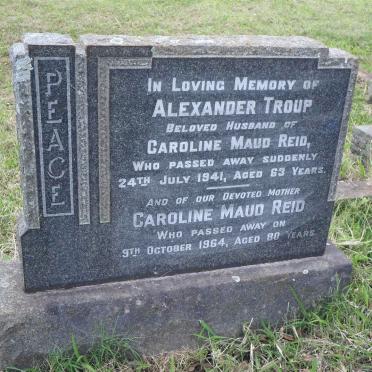 PEACE
IN LOVING MEMORY OF
ALEXANDER TROUP
BELOVED HUSBAND OF
CAROLINE MAUD REID,
WHO PASSED AWAY SUDDENLY
24TH JULY 1941, AGED 63 YEARS.
AND OF OUR DEVOTED MOTHER
CAROLINE MAUD REID
WHO PASSED AWAY ON
9TH OCTOBER 1964, AGED 80 YEARS.